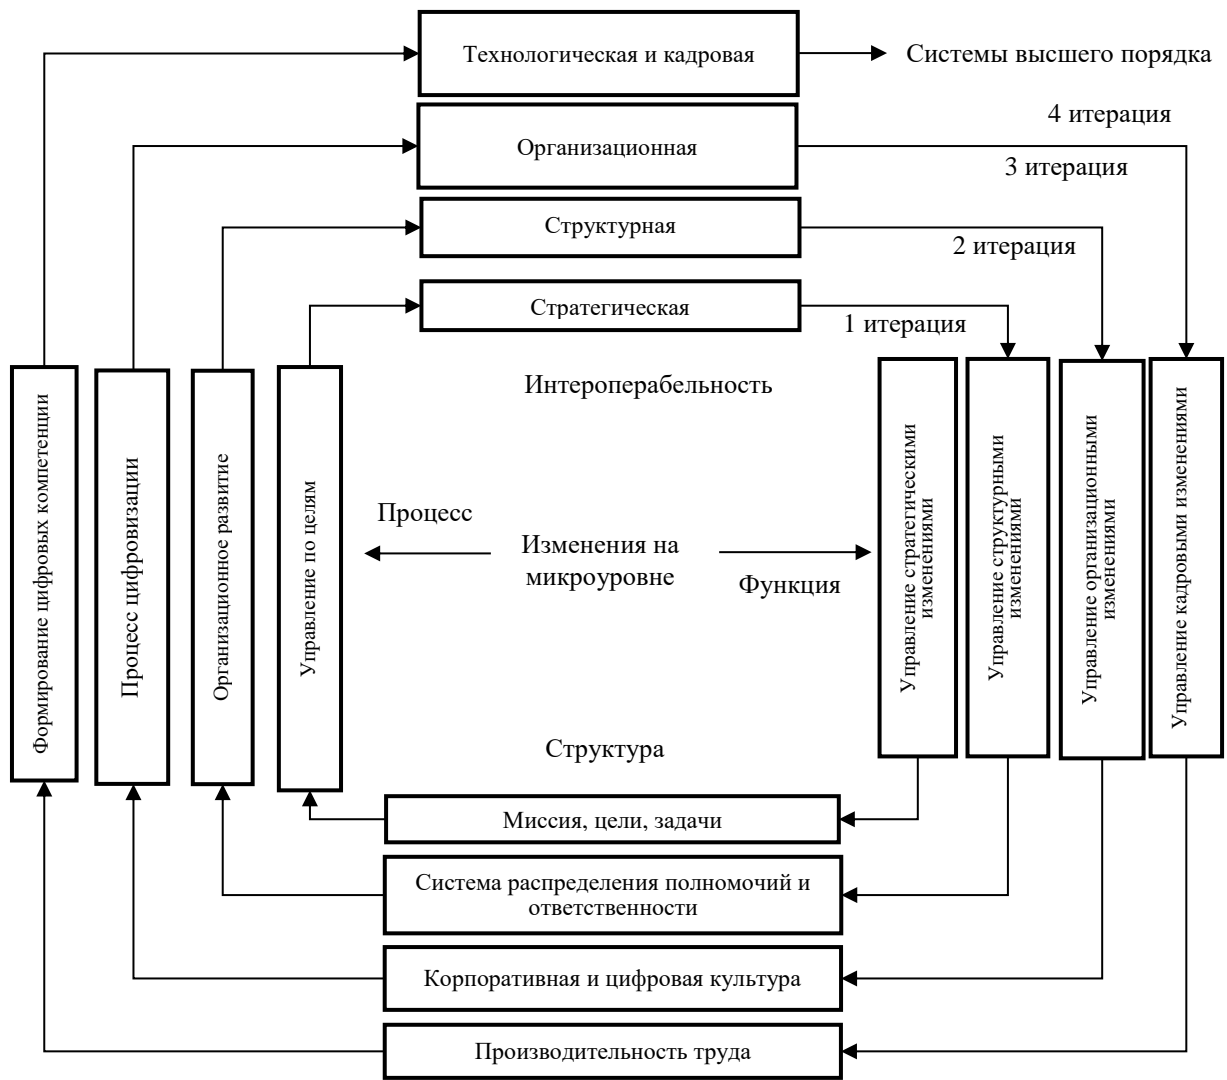 Технологическая и кадровая
Системы высшего порядка
4 итерация
Организационная
3 итерация
Структурная
2 итерация
Стратегическая
1 итерация
Интероперабельность
Формирование цифровых компетенции
Процесс цифровизации
Организационное развитие
Управление по целям
Процесс
Изменения на
микроуровне
Функция
Управление стратегическими
изменениями
Управление структурными
изменениями
Управление организационными
изменениями
Управление кадровыми изменениями
Структура
Миссия, цели, задачи
Система распределения полномочий и
ответственности
Корпоративная и цифровая культура
Производительность труда